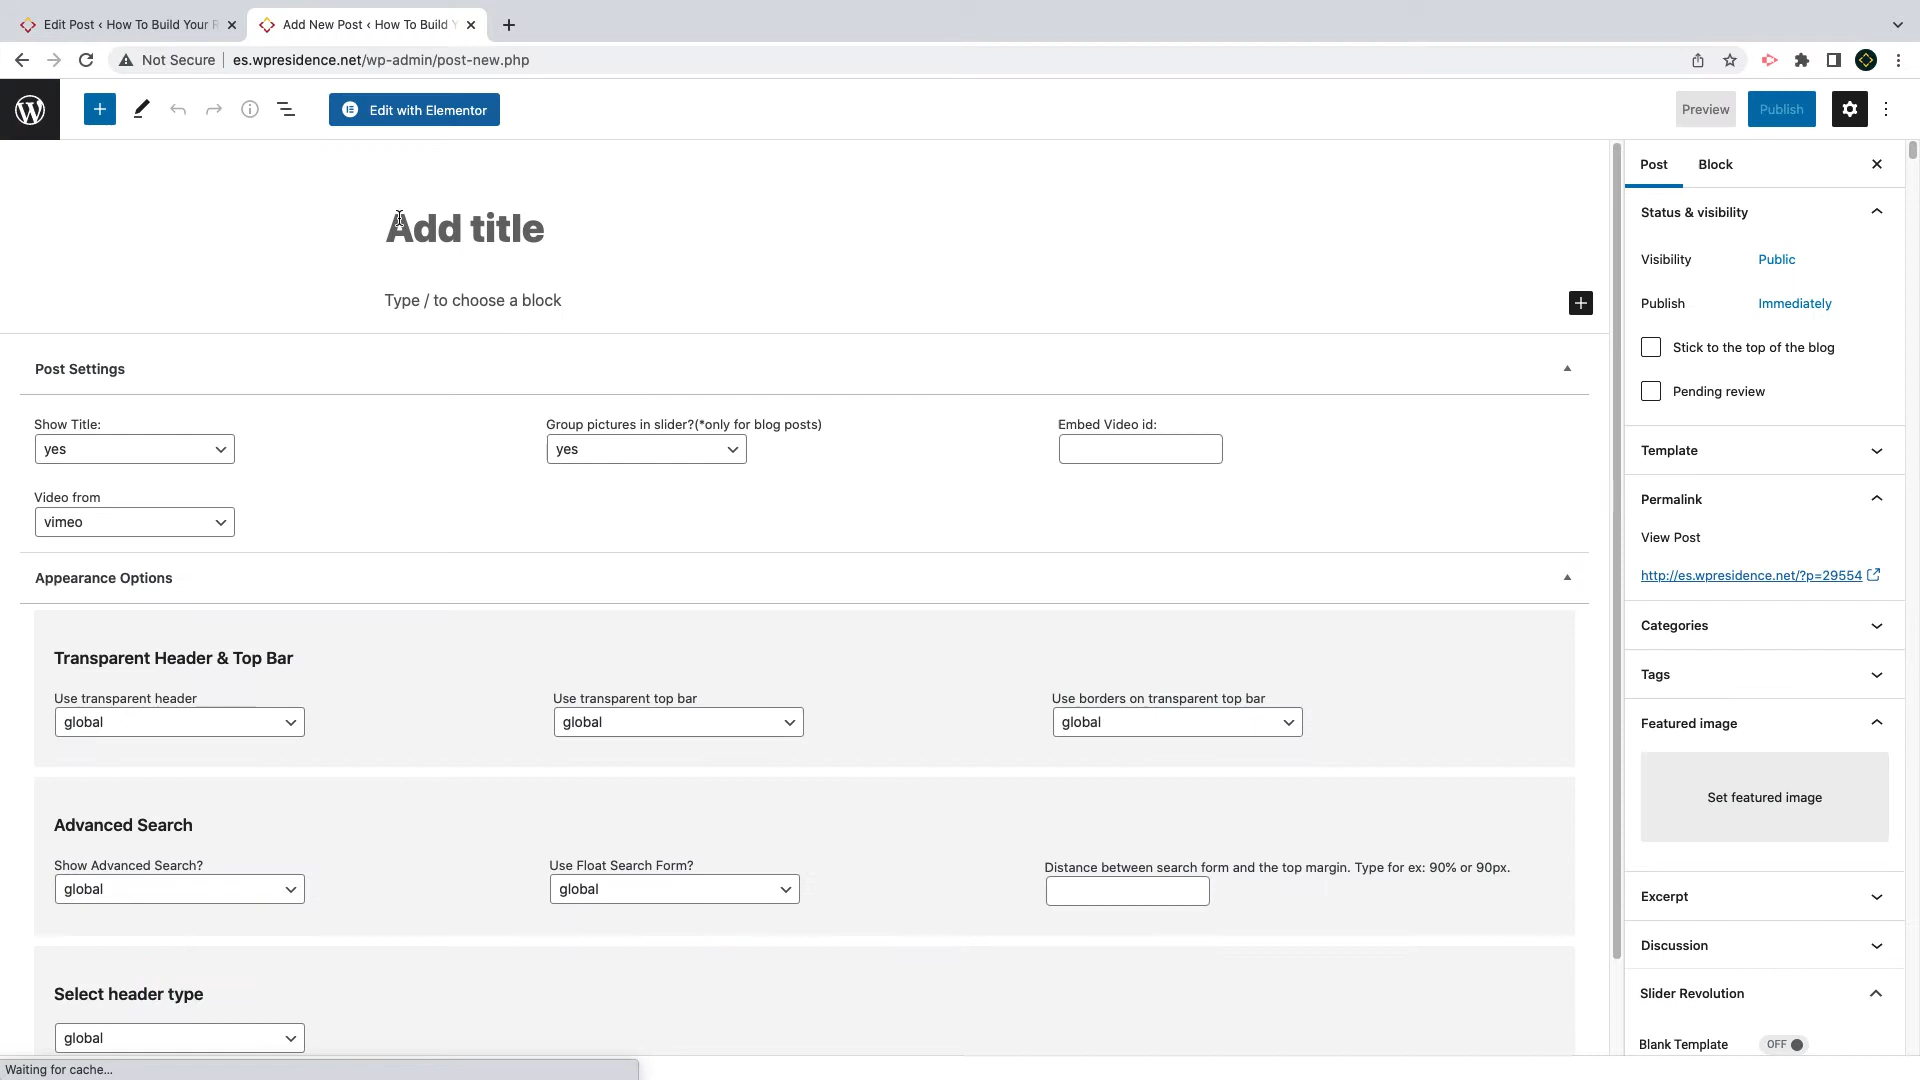 Edit Post ‹ How To Build Your R
Add New Post ‹ How To Build Y
Not Secure
es.wpresidence.net/wp-admin/post-new.php
Edit with Elementor
Preview
Publish
Add title
Type / to choose a block
Post Settings
Show Title:
Group pictures in slider?(*only for blog posts)
Embed Video id:
yes
yes
Video from
vimeo
Appearance Options
Transparent Header & Top Bar
Use transparent header
Use transparent top bar
Use borders on transparent top bar
global
global
global
Advanced Search
Show Advanced Search?
Use Float Search Form?
Distance between search form and the top margin. Type for ex: 90% or 90px.
global
global
Select header type
global
Waiting for cache...
Post
Block
Status & visibility
Visibility
Public
Publish
Immediately
Stick to the top of the blog
Pending review
Template
Permalink
View Post
http://es.wpresidence.net/?p=29554
Categories
Tags
Featured image
Set featured image
Excerpt
Discussion
Slider Revolution
Blank Template
OFF